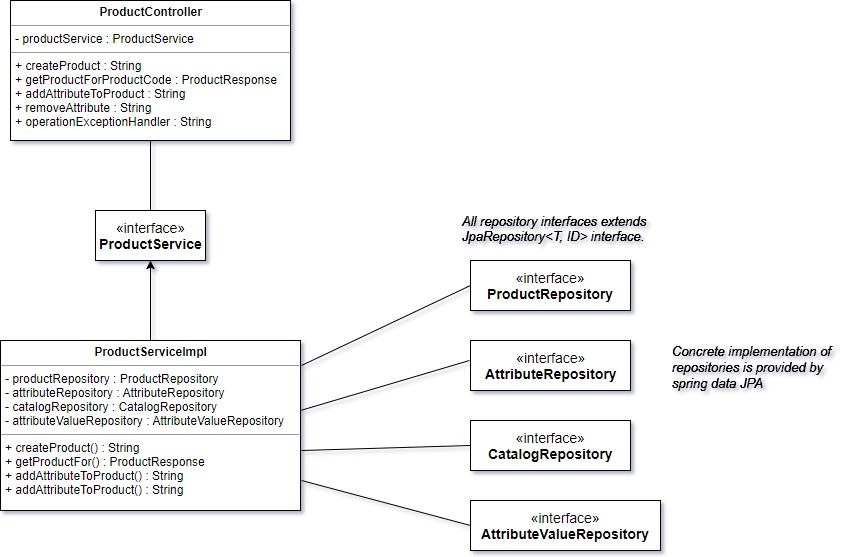 ProductController
- productService : ProductService
+ createProduct : String
+ getProductForProductCode : ProductResponse
+ addAttributeToProduct : String
+ removeAttribute : String
+ operationExceptionHandler : String
«interface»
ProductService
All repository interfaces extends
JpaRepository<T, ID> interface.
«interface»
ProductRepository
ProductServiceImpl
- productRepository : ProductRepository
- attributeRepository : AttributeRepository
- catalogRepository : CatalogRepository
- attributeValueRepository : AttributeValueRepository
+ createProduct() : String
+ getProductFor() : ProductResponse
+ addAttributeToProduct() : String
+ addAttributeToProduct() : String
«interface»
AttributeRepository
Concrete implementation of
repositories is provided by
spring data JPA
«interface»
CatalogRepository
«interface»
AttributeValueRepository